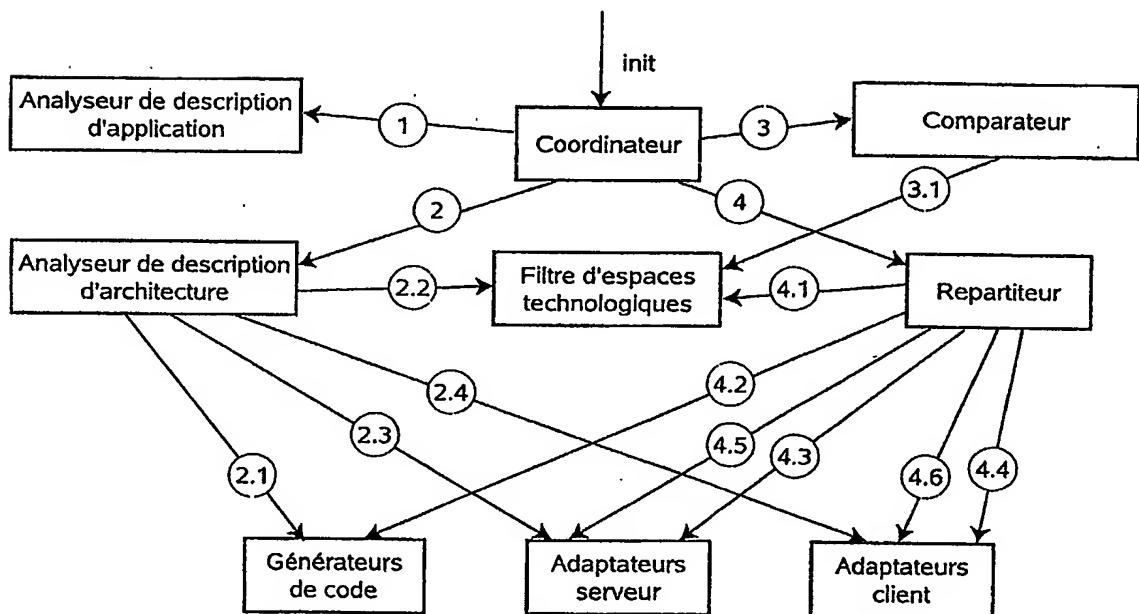 init
Analyseur de description
d'application
1
Coordinateur
3
Comparateur
3.1
2
4
Analyseur de description
d'architecture
2.2
Filtre d'espaces
technologiques
4.1
Repartiteur
2.4
4.2
2.3
4.5
4.3
2.1
4.6
4.4
Générateurs
de code
Adaptateurs
serveur
Adaptateurs
client